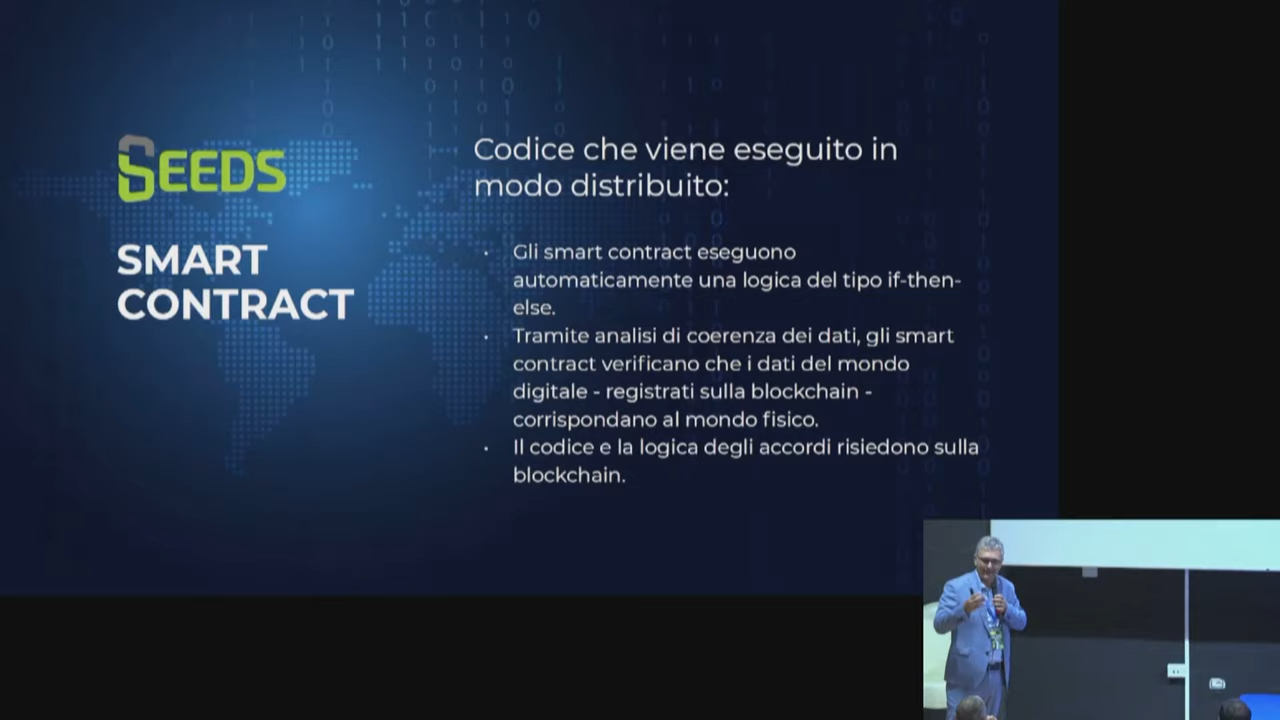 SEEDS
SMART
CONTRACT
Codice che viene eseguito in
modo distribuito:
· Gli smart contract eseguono
automaticamente una logica del tipo if-then-
else.
· Tramite analisi di coerenza dei dati, gli smart
contract verificano che i dati del mondo
digitale - registrati sulla blockchain -
corrispondano al mondo fisico.
· Il codice e la logica degli accordi risiedono sulla
blockchain.